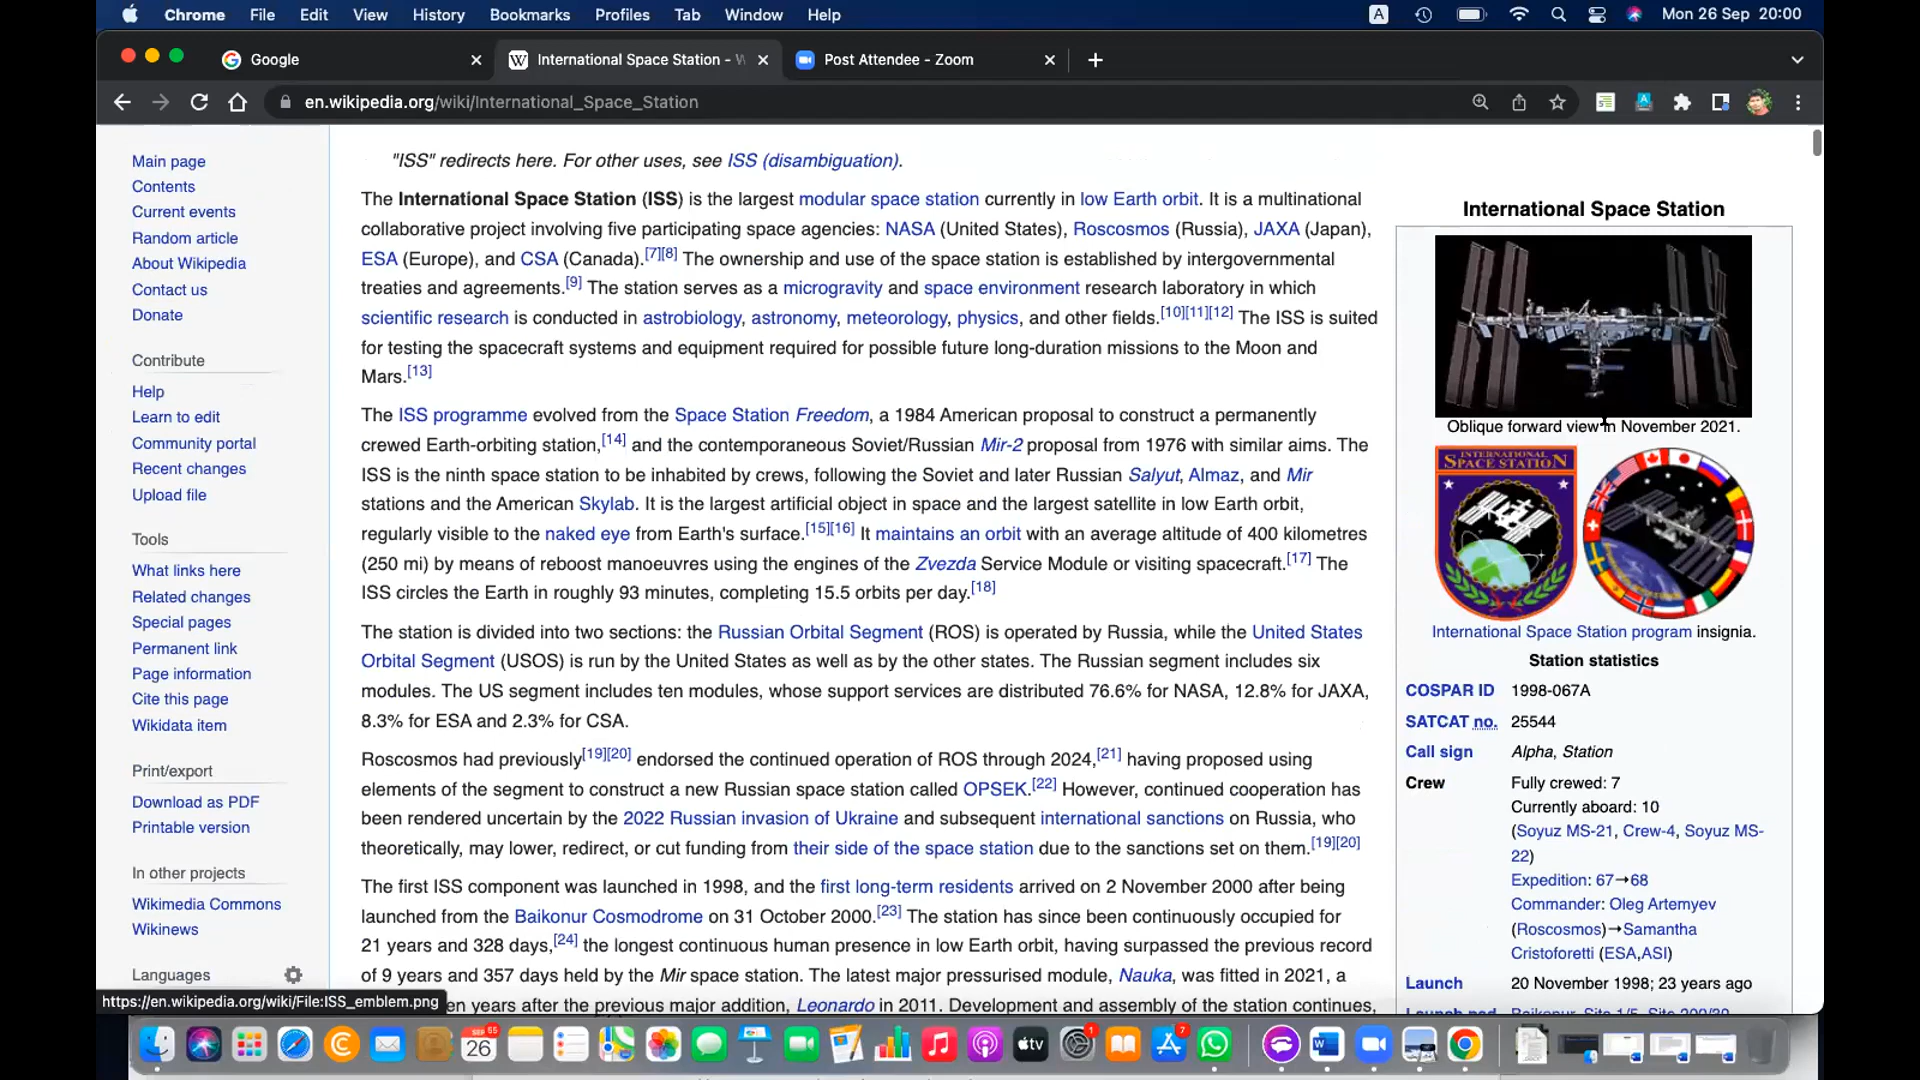 Chrome File Edit View History Bookmarks Profiles Tab Window Help
A Mon 26 Sep 20:00
Google
International Space Station - W
Post Attendee - Zoom
en.wikipedia.org/wiki/International_Space_Station
Main page
Contents
Current events
Random article
About Wikipedia
Contact us
Donate
Contribute
Help
Learn to edit
Community portal
Recent changes
Upload file
Tools
What links here
Related changes
Special pages
Permanent link
Page information
Cite this page
Wikidata item
Print/export
Download as PDF
Printable version
In other projects
Wikimedia Commons
Wikinews
Languages
"ISS" redirects here. For other uses, see ISS (disambiguation).
The International Space Station (ISS) is the largest modular space station currently in low Earth orbit. It is a multinational
collaborative project involving five participating space agencies: NASA (United States), Roscosmos (Russia), JAXA (Japan),
ESA (Europe), and CSA (Canada).[7][8] The ownership and use of the space station is established by intergovernmental
treaties and agreements.[9] The station serves as a microgravity and space environment research laboratory in which
scientific research is conducted in astrobiology, astronomy, meteorology, physics, and other fields.[10][11][12] The ISS is suited
for testing the spacecraft systems and equipment required for possible future long-duration missions to the Moon and
Mars.[13]
The ISS programme evolved from the Space Station Freedom, a 1984 American proposal to construct a permanently
crewed Earth-orbiting station,[14] and the contemporaneous Soviet/Russian Mir-2 proposal from 1976 with similar aims. The
ISS is the ninth space station to be inhabited by crews, following the Soviet and later Russian Salyut, Almaz, and Mir
stations and the American Skylab. It is the largest artificial object in space and the largest satellite in low Earth orbit,
regularly visible to the naked eye from Earth's surface.[15][16] It maintains an orbit with an average altitude of 400 kilometres
(250 mi) by means of reboost manoeuvres using the engines of the Zvezda Service Module or visiting spacecraft.[17] The
ISS circles the Earth in roughly 93 minutes, completing 15.5 orbits per day.[18]
The station is divided into two sections: the Russian Orbital Segment (ROS) is operated by Russia, while the United States
Orbital Segment (USOS) is run by the United States as well as by the other states. The Russian segment includes six
modules. The US segment includes ten modules, whose support services are distributed 76.6% for NASA, 12.8% for JAXA,
8.3% for ESA and 2.3% for CSA.
Roscosmos had previously[19][20] endorsed the continued operation of ROS through 2024,[21] having proposed using
elements of the segment to construct a new Russian space station called OPSEK.[22] However, continued cooperation has
been rendered uncertain by the 2022 Russian invasion of Ukraine and subsequent international sanctions on Russia, who
theoretically, may lower, redirect, or cut funding from their side of the space station due to the sanctions set on them.[19][20]
The first ISS component was launched in 1998, and the first long-term residents arrived on 2 November 2000 after being
launched from the Baikonur Cosmodrome on 31 October 2000.[23] The station has since been continuously occupied for
21 years and 328 days,[24] the longest continuous human presence in low Earth orbit, having surpassed the previous record
of 9 years and 357 days held by the Mir space station. The latest major pressurised module, Nauka, was fitted in 2021, a
en years after the previous major addition, Leonardo in 2011. Development and assembly of the station continues,
International Space Station
Oblique forward view in November 2021.
INTERNATIONAL
SPACE STATION
International Space Station program insignia.
Station statistics
COSPAR ID 1998-067A
SATCAT no. 25544
Call sign Alpha, Station
Crew Fully crewed: 7
Currently aboard: 10
(Soyuz MS-21, Crew-4, Soyuz MS-
22)
Expedition: 67→68
Commander: Oleg Artemyev
(Roscosmos)→Samantha
Cristoforetti (ESA,ASI)
Launch 20 November 1998; 23 years ago
Launch pad Baikonur, Site 1/5, Site 200/39
https://en.wikipedia.org/wiki/File:ISS_emblem.png
SEP 65
26
tv
1
7
W